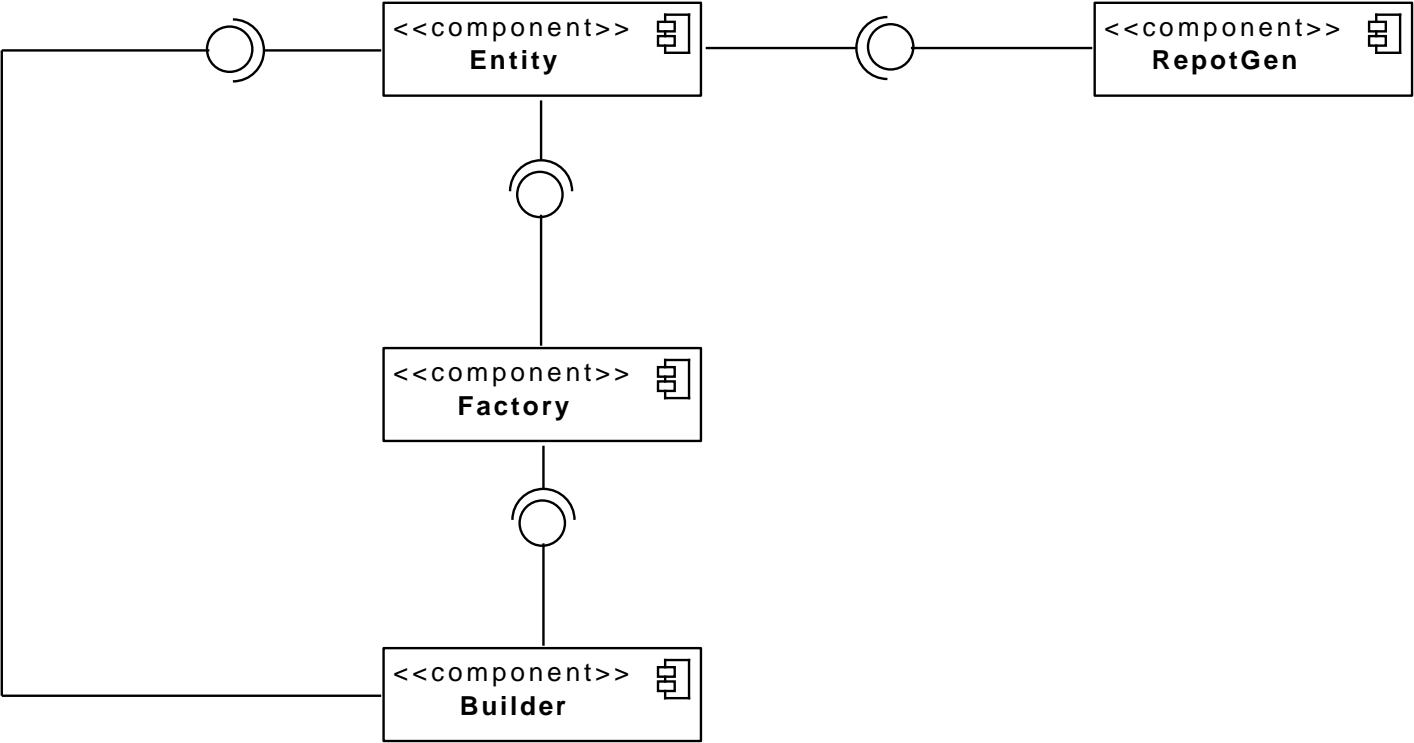 <<component>>
Entity
<<component>>
RepotGen
<<component>>
Factory
<<component>>
Builder